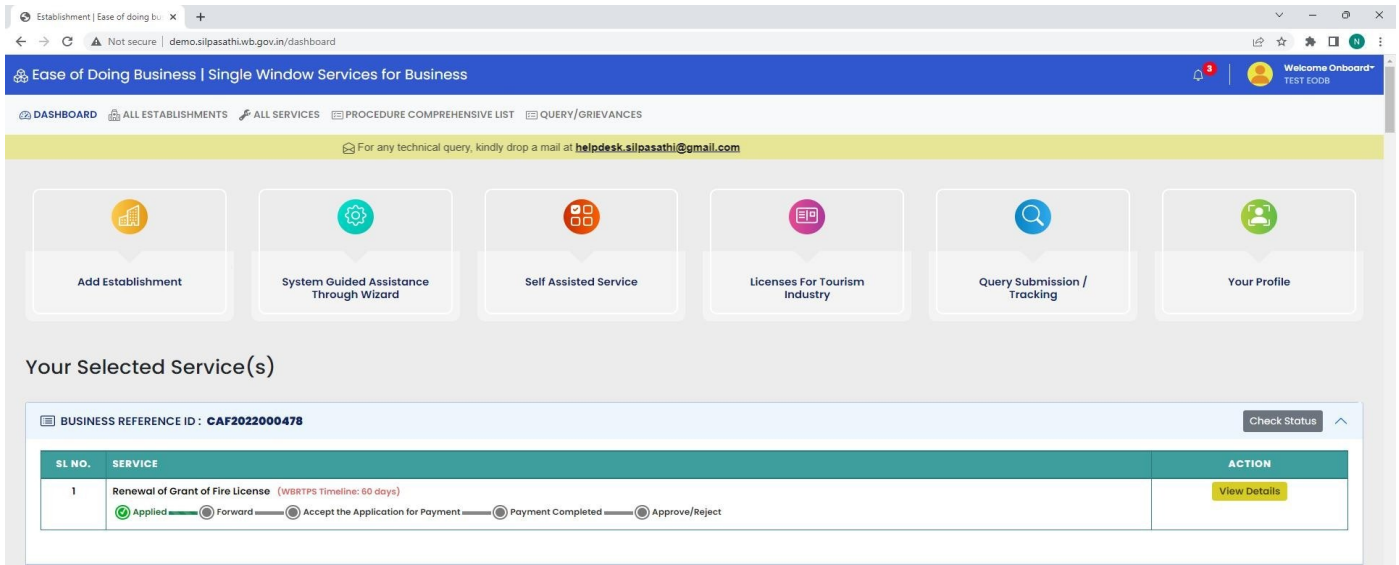 Establishment | Ease of doing bu
Not secure | demo.silpasathi.wb.gov.in/dashboard
N
Ease of Doing Business | Single Window Services for Business
3
Welcome Onboard
TEST EODB
DASHBOARD ALL ESTABLISHMENTS ALL SERVICES PROCEDURE COMPREHENSIVE LIST QUERY/GRIEVANCES
For any technical query, kindly drop a mail at helpdesk.silpasathi@gmail.com
Add Establishment
System Guided Assistance
Through Wizard
Self Assisted Service
Licenses For Tourism
Industry
Query Submission /
Tracking
Your Profile
Your Selected Service(s)
BUSINESS REFERENCE ID : CAF2022000478
Check Status
SL NO. SERVICE ACTION
1 Renewal of Grant of Fire License (WBRTPS Timeline: 60 days) View Details
Applied Forward Accept the Application for Payment Payment Completed Approve/Reject